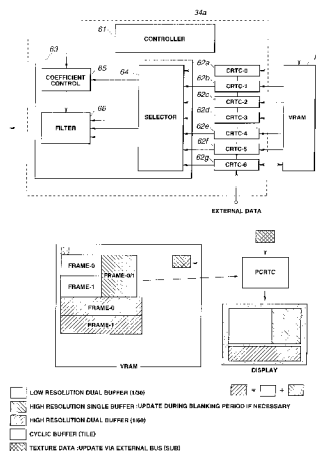 34a
61
CONTROLLER
63
65
64
62a
COEFFICIENT
CONTROL
CRTC-0
62b
CRTC-1
62c
CRTC-2
66
62d
FILTER
SELECTOR
CRTC-3
VRAM
62e
CRTC-4
62f
CRTC-5
62g
CRTC-6
EXTERNAL DATA
FRAME-0
FRAME-0/1
FRAME-1
PCRTC
FRAME-0
FRAME-1
VRAM
DISPLAY
LOW RESOLUTION DUAL BUFFER (1/30)
HIGH RESOLUTION SINGLE BUFFER :UPDATE DURING BLANKING PERIOD IF NECESSARY
HIGH RESOLUTION DUAL BUFFER (1/60)
CYCLIC BUFFER (TILE)
TEXTURE DATA :UPDATE VIA EXTERNAL BUS (SUB)
= +